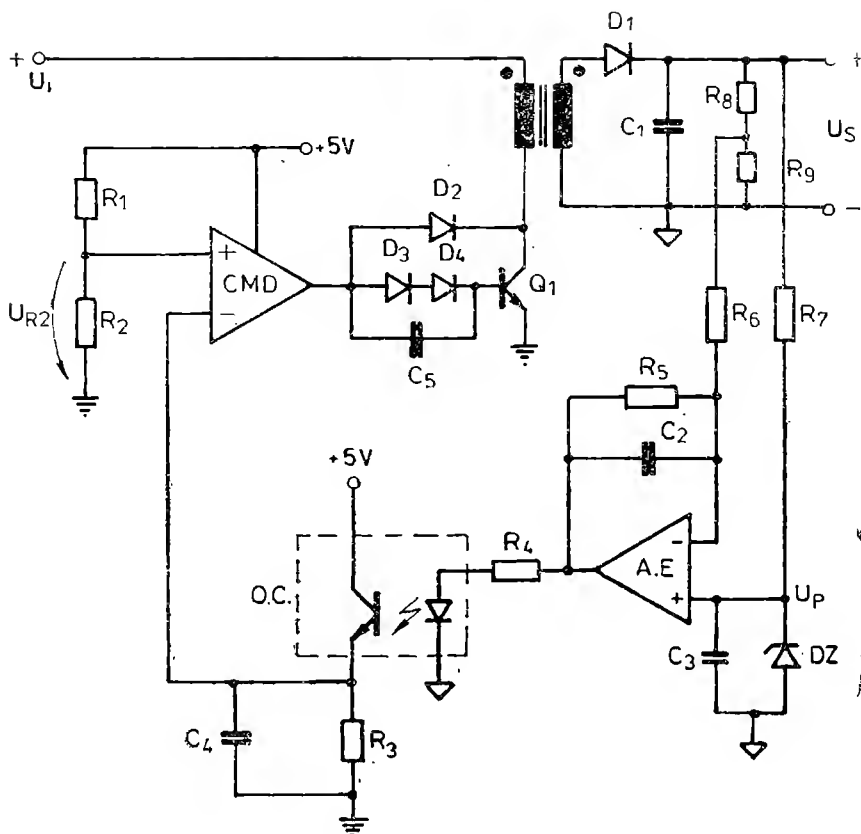 D1
+
+
U₁
R8
C1
US
+5V
R9
R1
D2
−
+
D3
D4
CMD
Q1
UR2
R2
−
R6
R7
C5
R5
C2
+5V
R4
−
A.E
O.C.
+
UP
C3
DZ
C4
R3